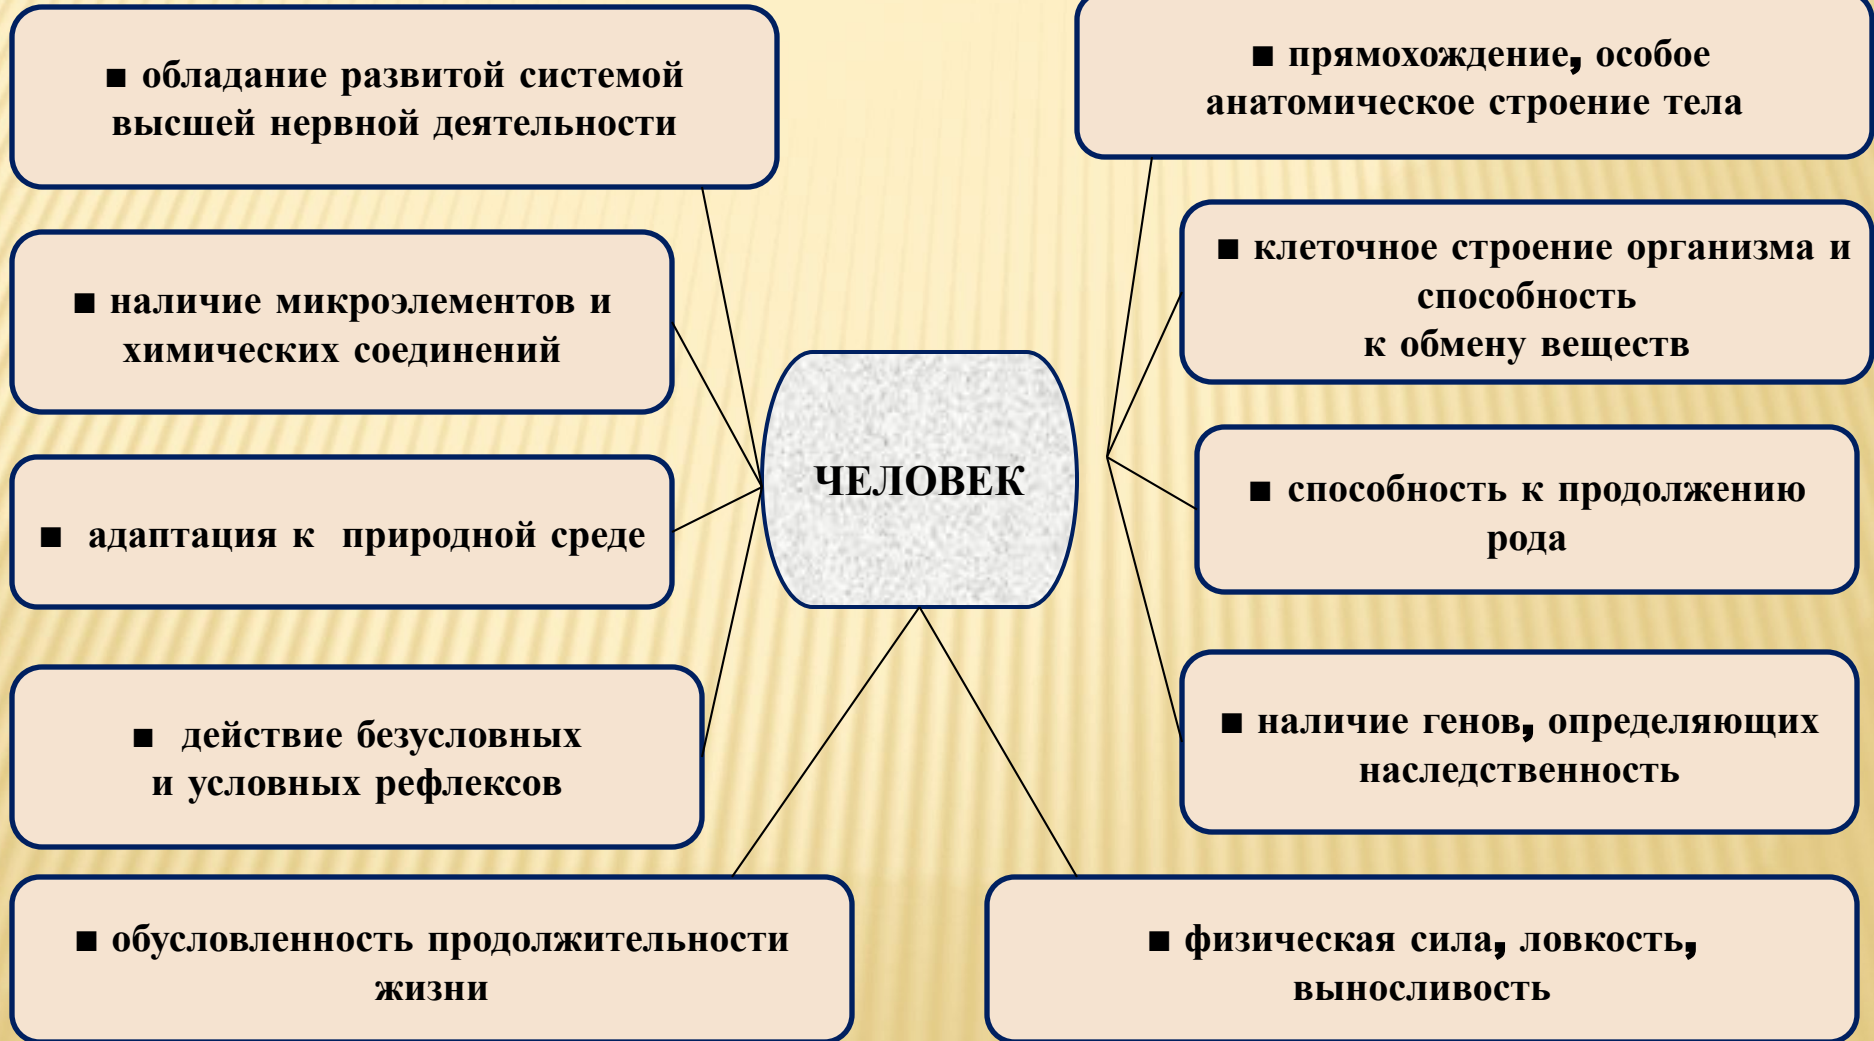 ■ обладание развитой системой
высшей нервной деятельности
■ наличие микроэлементов и
химических соединений
■ адаптация к природной среде
■ действие безусловных
и условных рефлексов
■ обусловленность продолжительности
жизни
ЧЕЛОВЕК
■ прямохождение, особое
анатомическое строение тела
■ клеточное строение организма и
способность
к обмену веществ
■ способность к продолжению
рода
■ наличие генов, определяющих
наследственность
■ физическая сила, ловкость,
выносливость